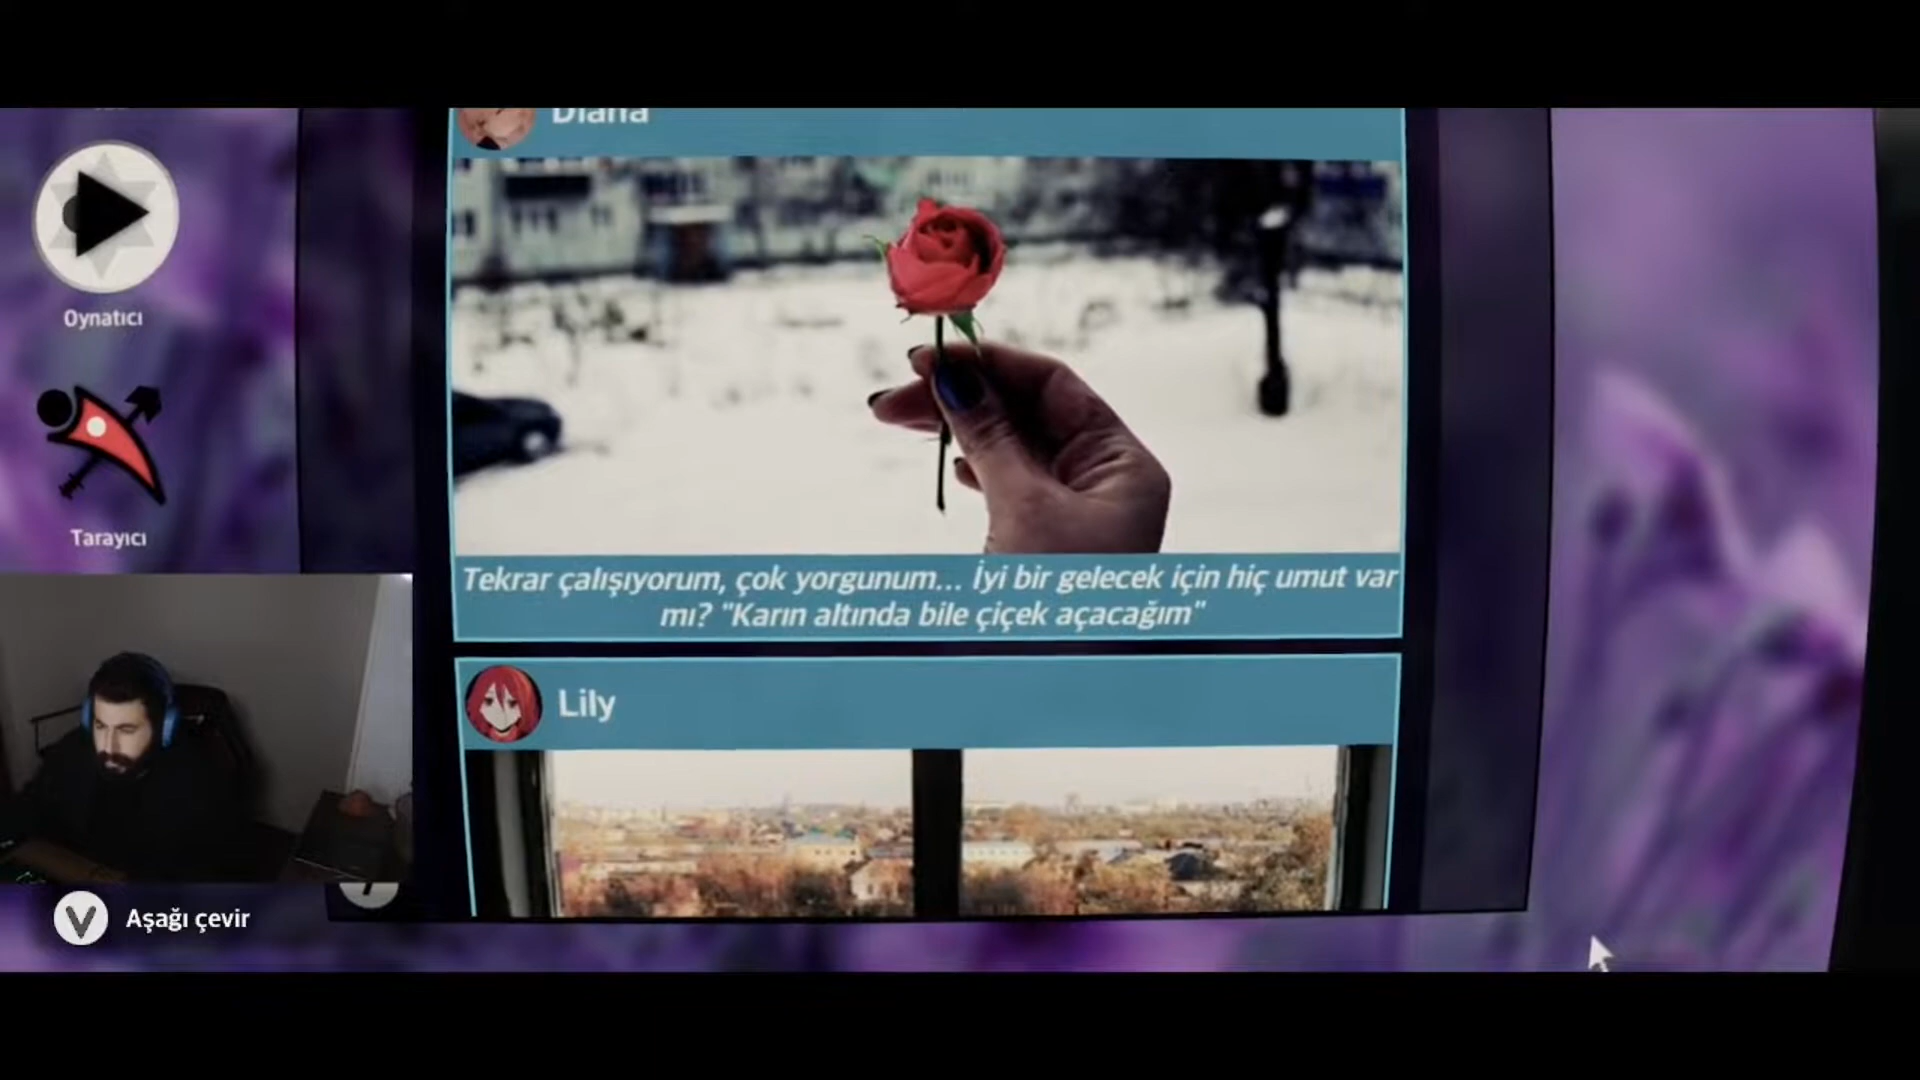 Diana
Oynatıcı
Tarayıcı
Tekrar çalışıyorum, çok yorgunum... İyi bir gelecek için hiç umut var
mı? "Karın altında bile çiçek açacağım"
Lily
V Aşağı çevir